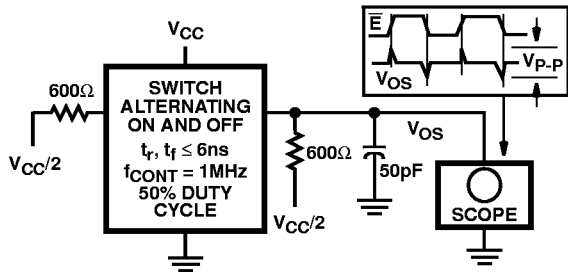 V_CC
600Ω
V_CC/2
SWITCH
ALTERNATING
ON AND OFF
t_r, t_f ≤ 6ns
f_CONT = 1MHz
50% DUTY
CYCLE
600Ω
V_CC/2
50pF
V_OS
SCOPE
E̅
V_OS
V_P-P